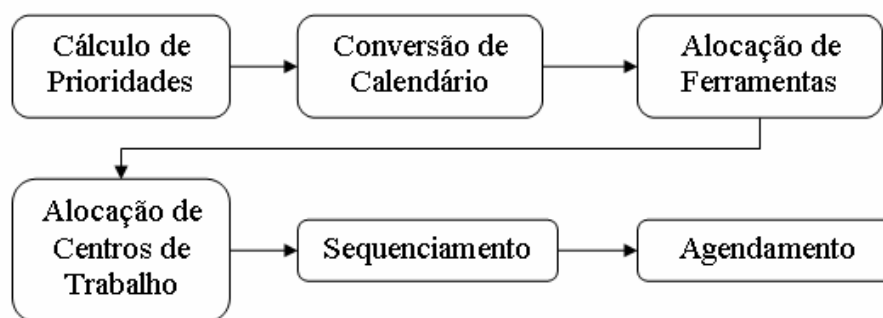 Cálculo de
Prioridades
Conversão de
Calendário
Alocação de
Ferramentas
Alocação de
Centros de
Trabalho
Sequenciamento
Agendamento